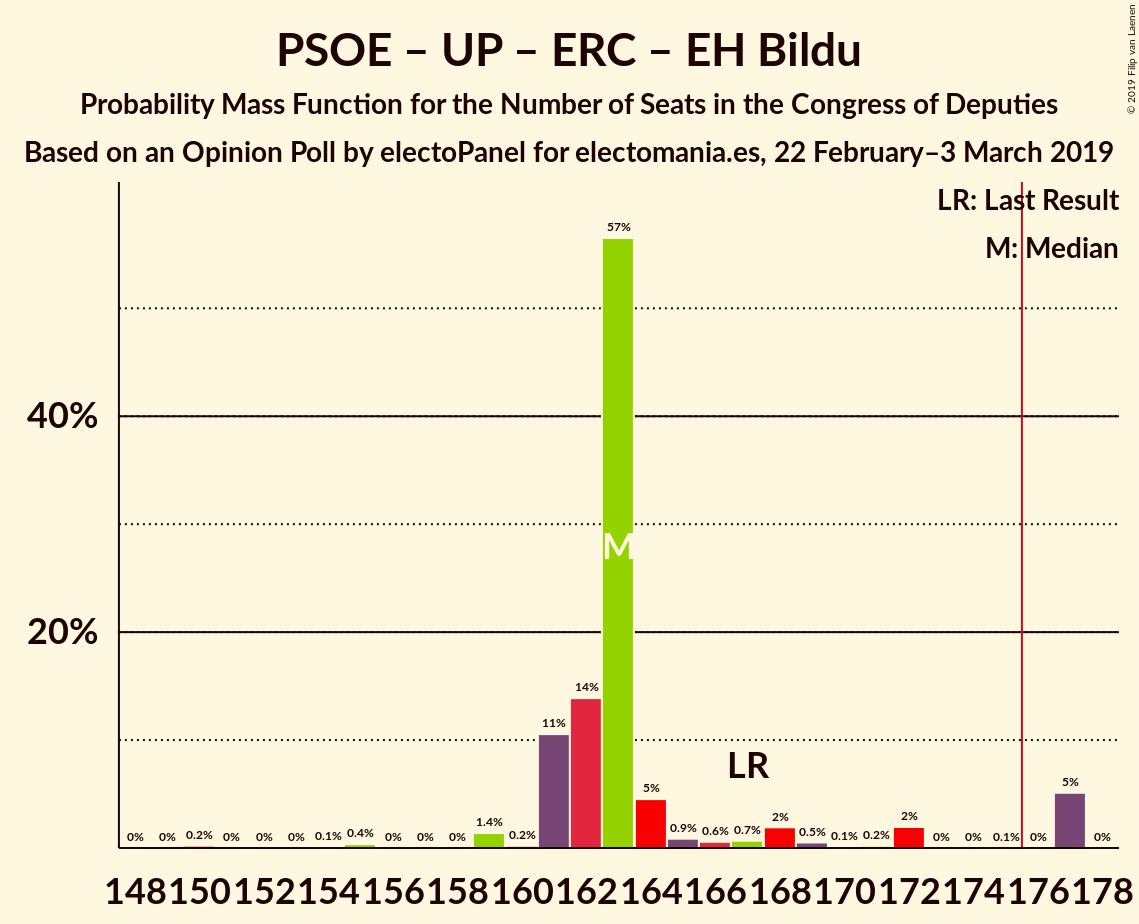 PSOE – UP – ERC – EH Bildu
Probability Mass Function for the Number of Seats in the Congress of Deputies
Based on an Opinion Poll by electoPanel for electomania.es, 22 February–3 March 2019
© 2019 Filip van Laenen
LR: Last Result
M: Median
57%
40%
M
20%
14%
11%
LR
5%
5%
0% 0% 0.2% 0% 0% 0% 0.1% 0.4% 0% 0% 0% 1.4% 0.2% 0.9% 0.6% 0.7% 2% 0.5% 0.1% 0.2% 2% 0% 0% 0.1% 0% 0%
148 150 152 154 156 158 160 162 164 166 168 170 172 174 176 178